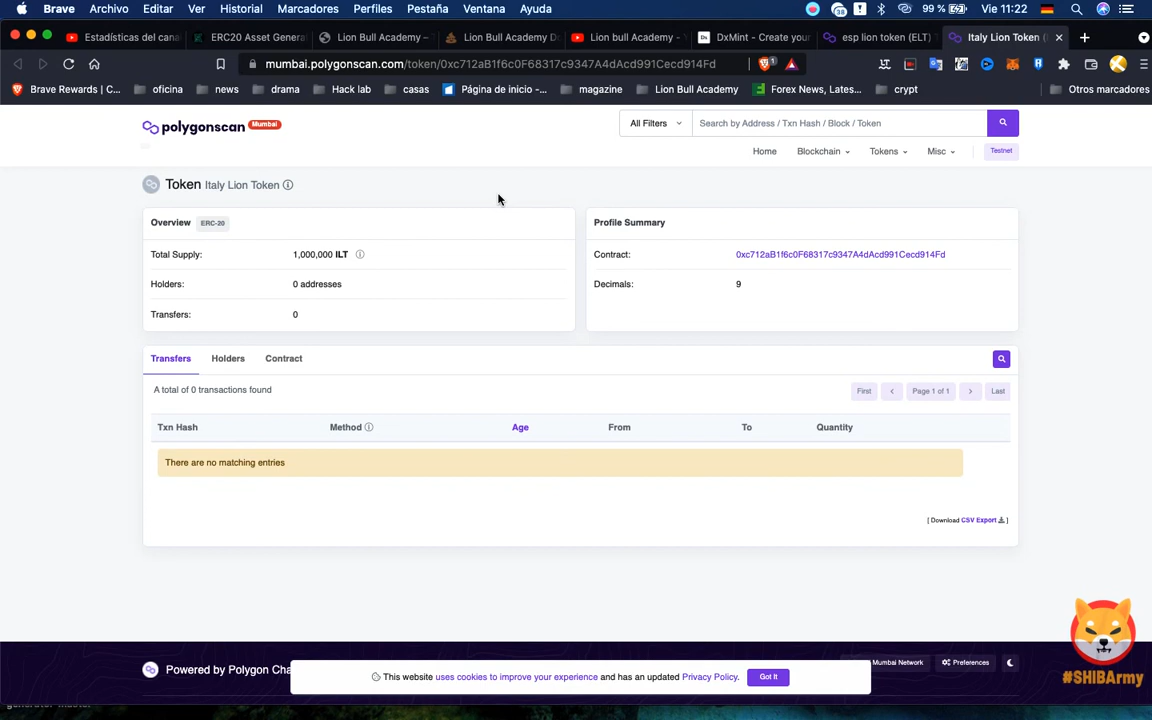 Brave Archivo Editar Ver Historial Marcadores Perfiles Pestaña Ventana Ayuda 38 99 % Vie 11:22
Estadísticas del cana ERC20 Asset Genera Lion Bull Academy – Lion Bull Academy De Lion bull Academy - DxMint - Create your esp lion token (ELT) Italy Lion Token (
mumbai.polygonscan.com/token/0xc712aB1f6c0F68317c9347A4dAcd991Cecd914Fd 1
Brave Rewards | C... oficina news drama Hack lab casas Página de inicio -... magazine Lion Bull Academy Forex News, Lates... crypt Otros marcadores
polygonscan Mumbai
All Filters Search by Address / Txn Hash / Block / Token
Home Blockchain Tokens Misc Testnet
Token Italy Lion Token
Overview ERC-20
Total Supply: 1,000,000 ILT
Holders: 0 addresses
Transfers: 0
Profile Summary
Contract: 0xc712aB1f6c0F68317c9347A4dAcd991Cecd914Fd
Decimals: 9
Transfers Holders Contract
A total of 0 transactions found
First Page 1 of 1 Last
Txn Hash Method Age From To Quantity
There are no matching entries
[ Download CSV Export ]
Powered by Polygon Cha
Mumbai Network Preferences
This website uses cookies to improve your experience and has an updated Privacy Policy. Got It
#SHIBArmy